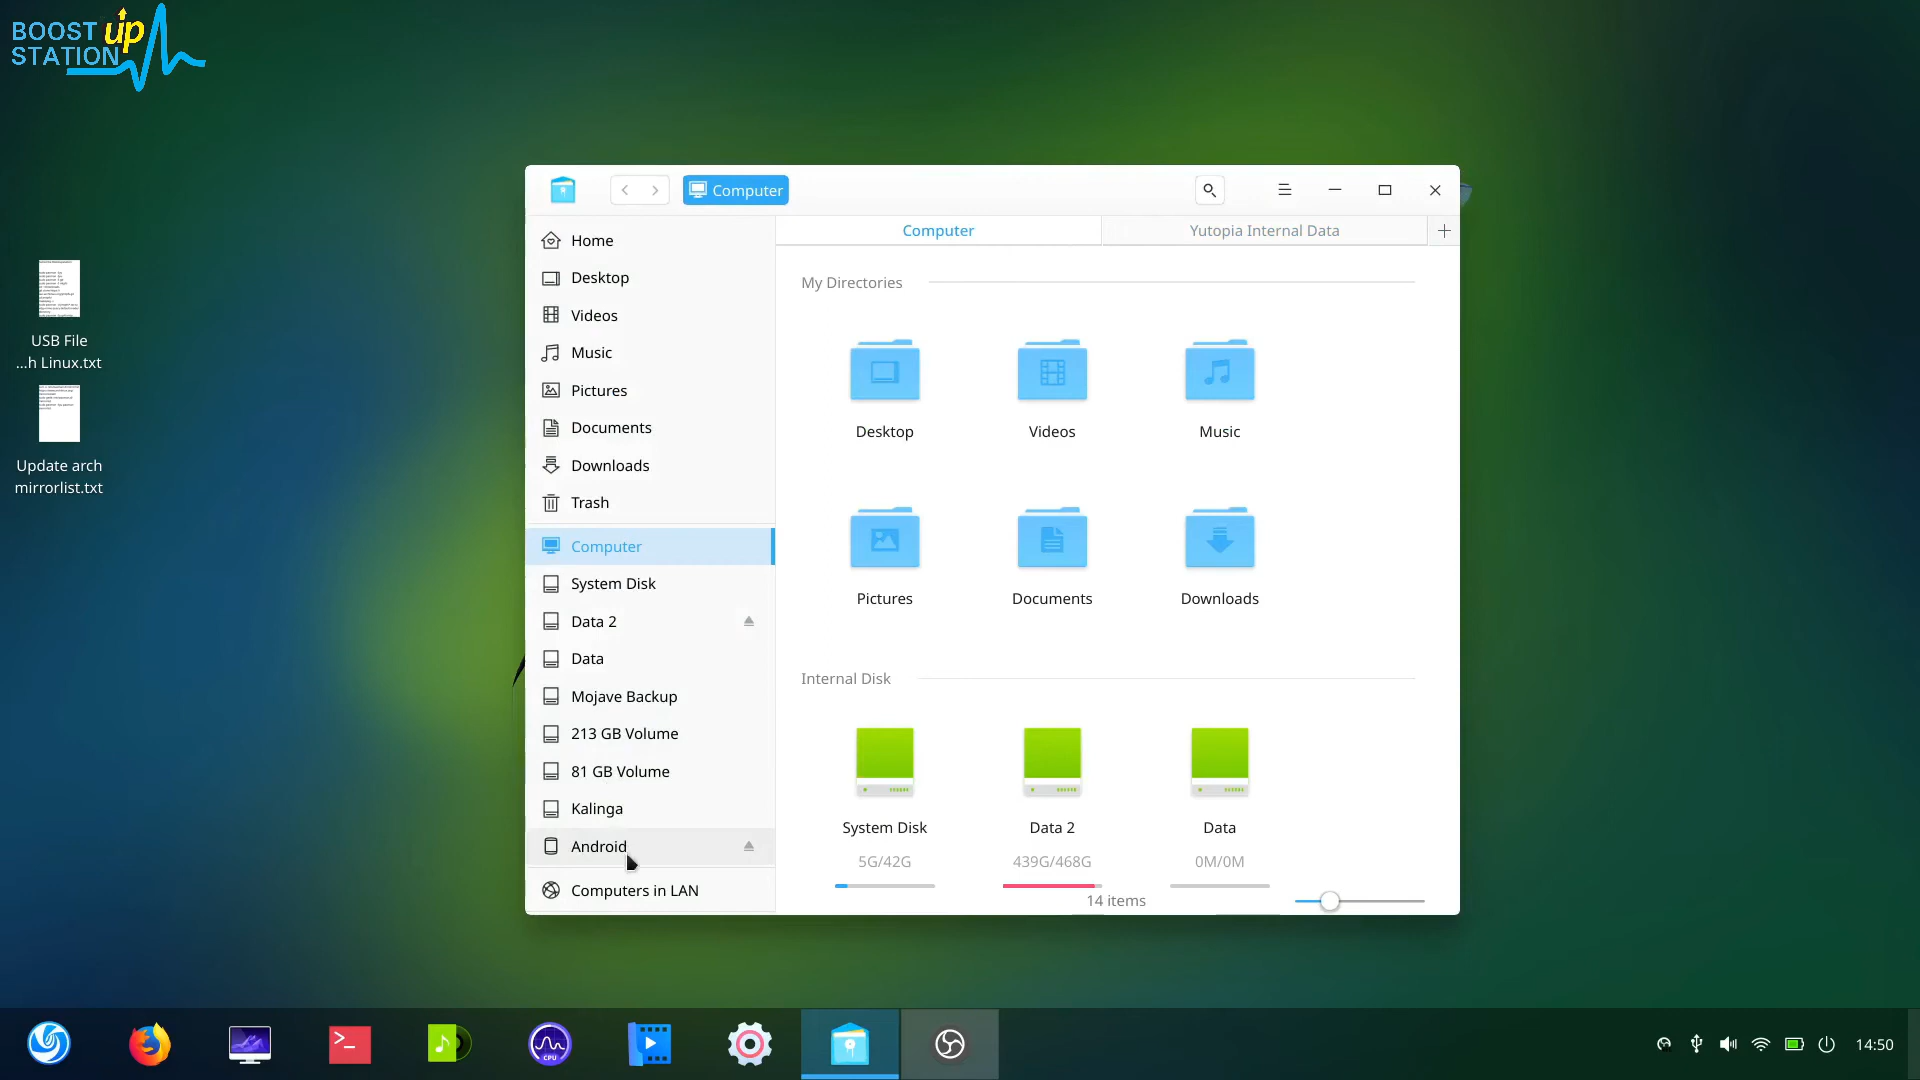 BOOST up
STATION
USB File
...h Linux.txt
Update arch
mirrorlist.txt
Computer
Home
Desktop
Videos
Music
Pictures
Documents
Downloads
Trash
Computer
System Disk
Data 2
Data
Mojave Backup
213 GB Volume
81 GB Volume
Kalinga
Android
Computers in LAN
Computer
Yutopia Internal Data
My Directories
Desktop
Videos
Music
Pictures
Documents
Downloads
Internal Disk
System Disk
Data 2
Data
5G/42G
439G/468G
0M/0M
14 items
CPU
14:50